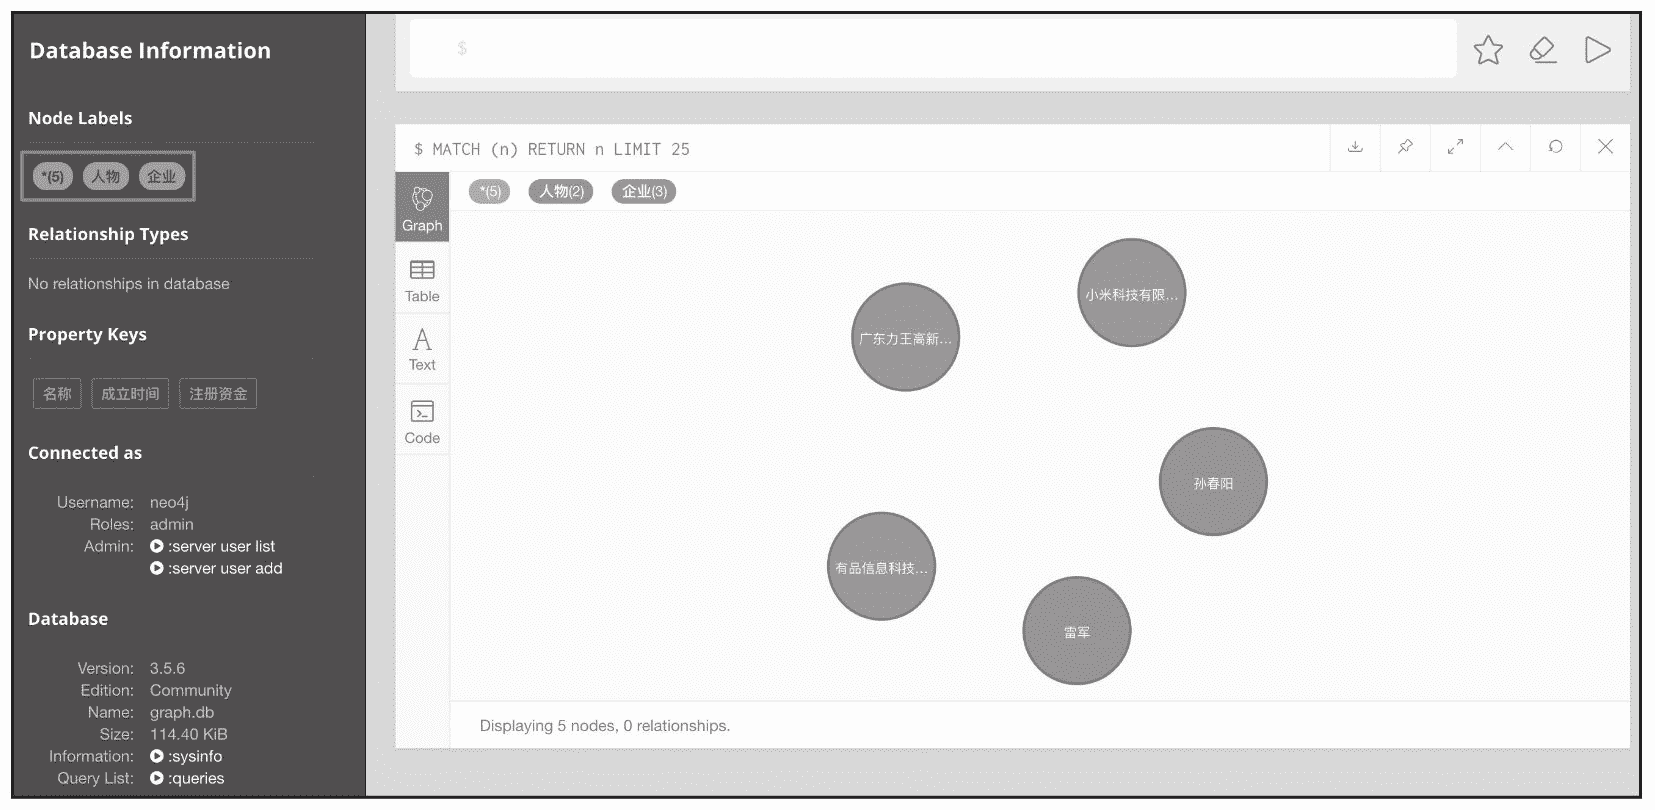 Database Information
Node Labels
*(5) 人物 企业
Relationship Types
No relationships in database
Property Keys
名称 成立时间 注册资金
Connected as
Username: neo4j
Roles: admin
Admin: :server user list
:server user add
Database
Version: 3.5.6
Edition: Community
Name: graph.db
Size: 114.40 KiB
Information: :sysinfo
Query List: :queries
$
$ MATCH (n) RETURN n LIMIT 25
Graph
Table
Text
Code
*(5) 人物(2) 企业(3)
小米科技有限...
广东力王高新...
孙春阳
有品信息科技...
雷军
Displaying 5 nodes, 0 relationships.